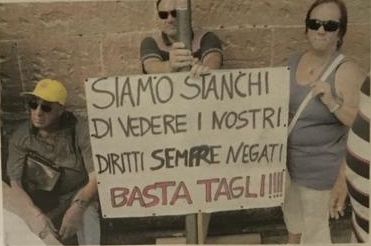 SIAMO STANCHI
DI VEDERE I NOSTRI
DIRITTI SEMPRE NEGATI
BASTA TAGLI!!!!